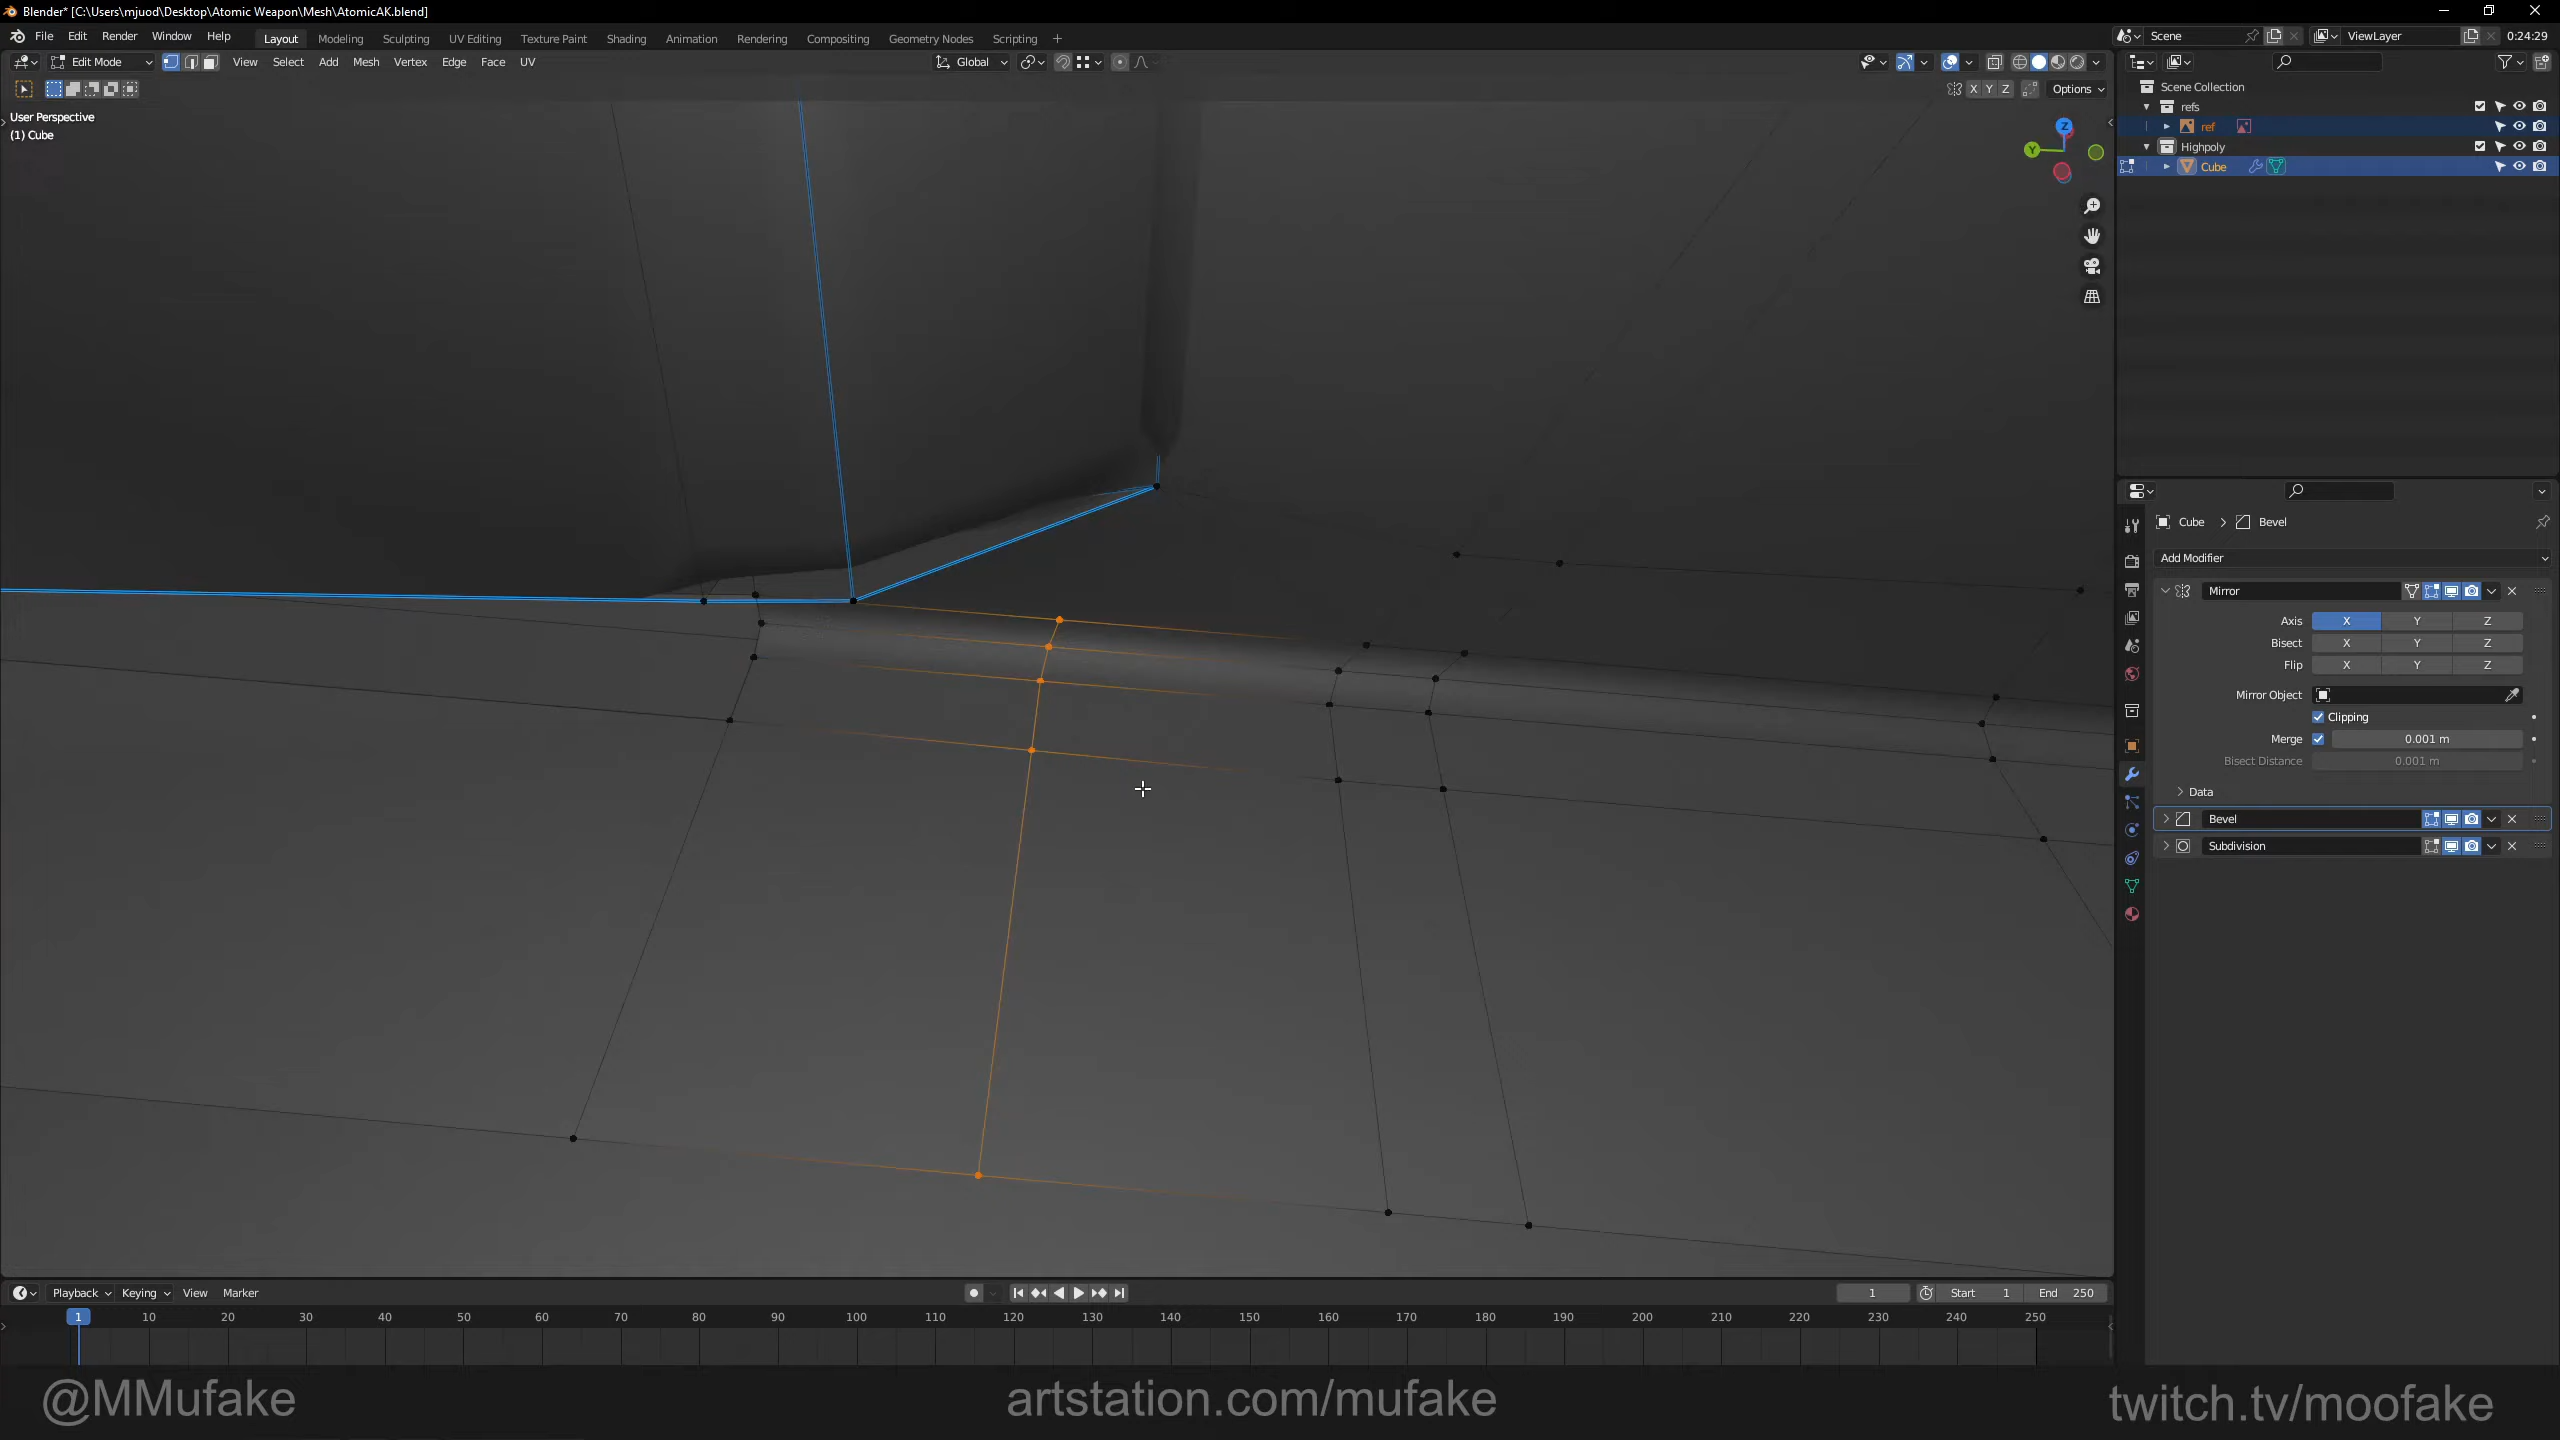 Blender* [C:\Users\mjuod\Desktop\Atomic Weapon\Mesh\AtomicAK.blend]
File Edit Render Window Help Layout Modeling Sculpting UV Editing Texture Paint Shading Animation Rendering Compositing Geometry Nodes Scripting + Scene ViewLayer 0:24:29
Edit Mode View Select Add Mesh Vertex Edge Face UV Global
X Y Z Options
User Perspective
(1) Cube
Z
Y
Scene Collection
refs
ref
Highpoly
Cube
Cube > Bevel
Add Modifier
Mirror
Axis X Y Z
Bisect X Y Z
Flip X Y Z
Mirror Object
Clipping
Merge 0.001 m
Bisect Distance 0.001 m
Data
Bevel
Subdivision
Playback Keying View Marker 1 Start 1 End 250
1 10 20 30 40 50 60 70 80 90 100 110 120 130 140 150 160 170 180 190 200 210 220 230 240 250
@MMufake artstation.com/mufake twitch.tv/moofake